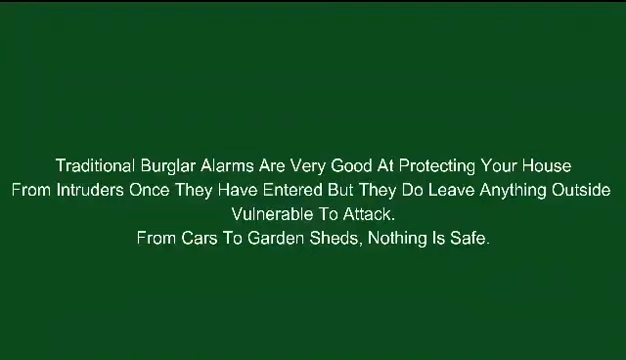 Traditional Burglar Alarms Are Very Good At Protecting Your House
From Intruders Once They Have Entered But They Do Leave Anything Outside
Vulnerable To Attack.
From Cars To Garden Sheds, Nothing Is Safe.